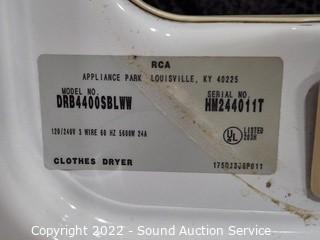 RCA
APPLIANCE PARK LOUISVILLE, KY 40225
MODEL NO. SERIAL NO.
DRB4400SBLWW HM244011T
120/240V 3 WIRE 60 HZ 5600W 24A
UL LISTED
CLOTHES DRYER
Copyright 2022 - Sound Auction Service